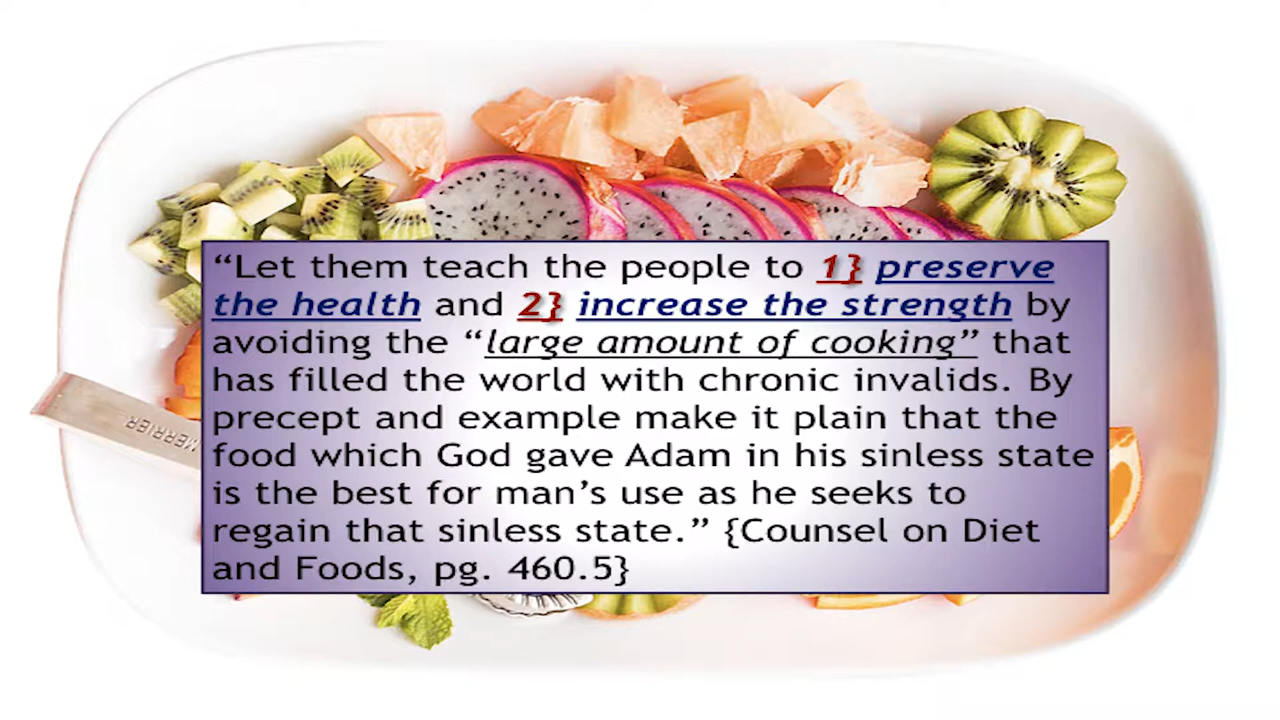 “Let them teach the people to 1} preserve
the health and 2} increase the strength by
avoiding the “large amount of cooking” that
has filled the world with chronic invalids. By
precept and example make it plain that the
food which God gave Adam in his sinless state
is the best for man’s use as he seeks to
regain that sinless state.” {Counsel on Diet
and Foods, pg. 460.5}
MERRIER